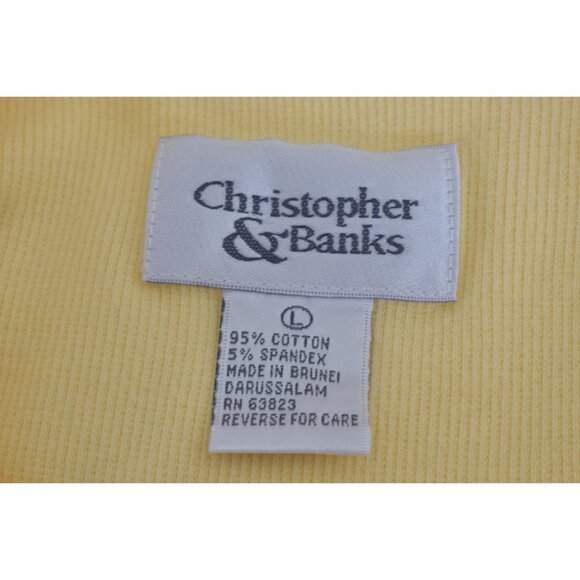 Christopher
& Banks
L
95% COTTON
5% SPANDEX
MADE IN BRUNEI
DARUSSALAM
RN 63823
REVERSE FOR CARE